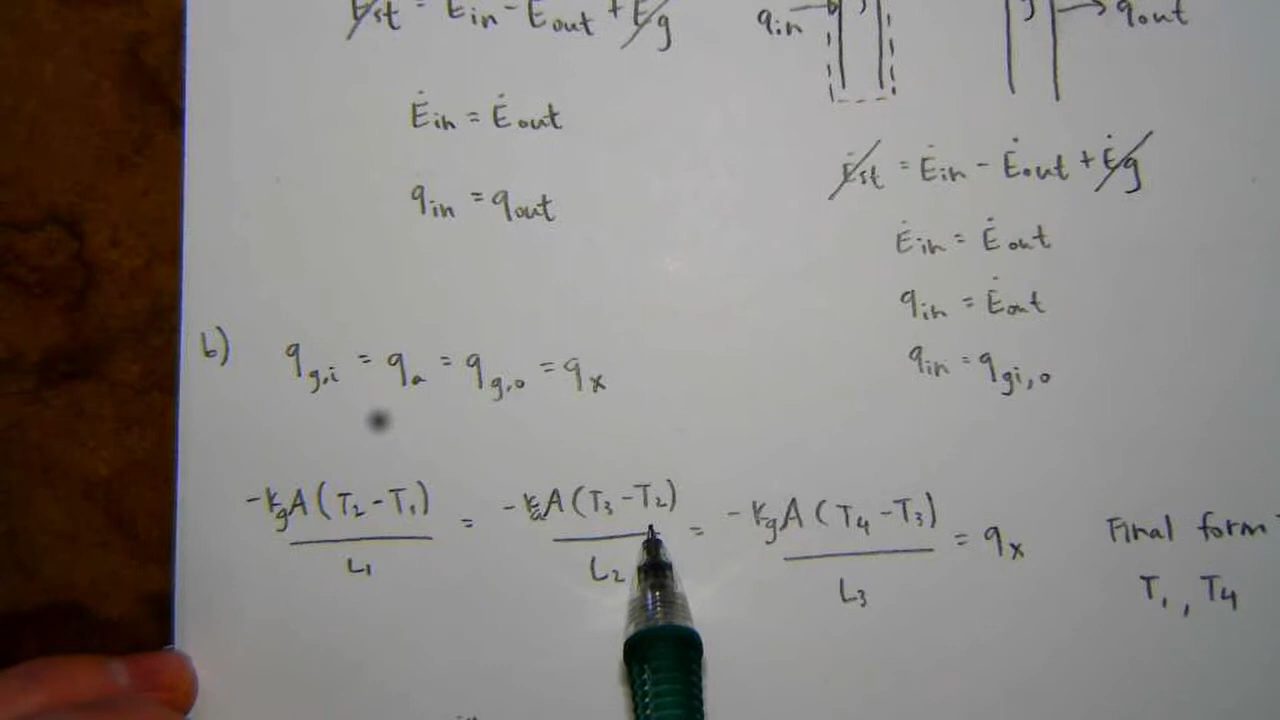 Ėst = Ėin - Ėout + Ėg
Ėin = Ėout
qin = qout
qin
qout
Ėst = Ėin - Ėout + Ėg
Ėin = Ėout
qin = Ėout
qin = qgi,o
b) qg,i = qa = qg,o = qx
-kgA(T2-T1)/L1 = -kaA(T3-T2)/L2 = -kgA(T4-T3)/L3 = qx
Final form
T1, T4